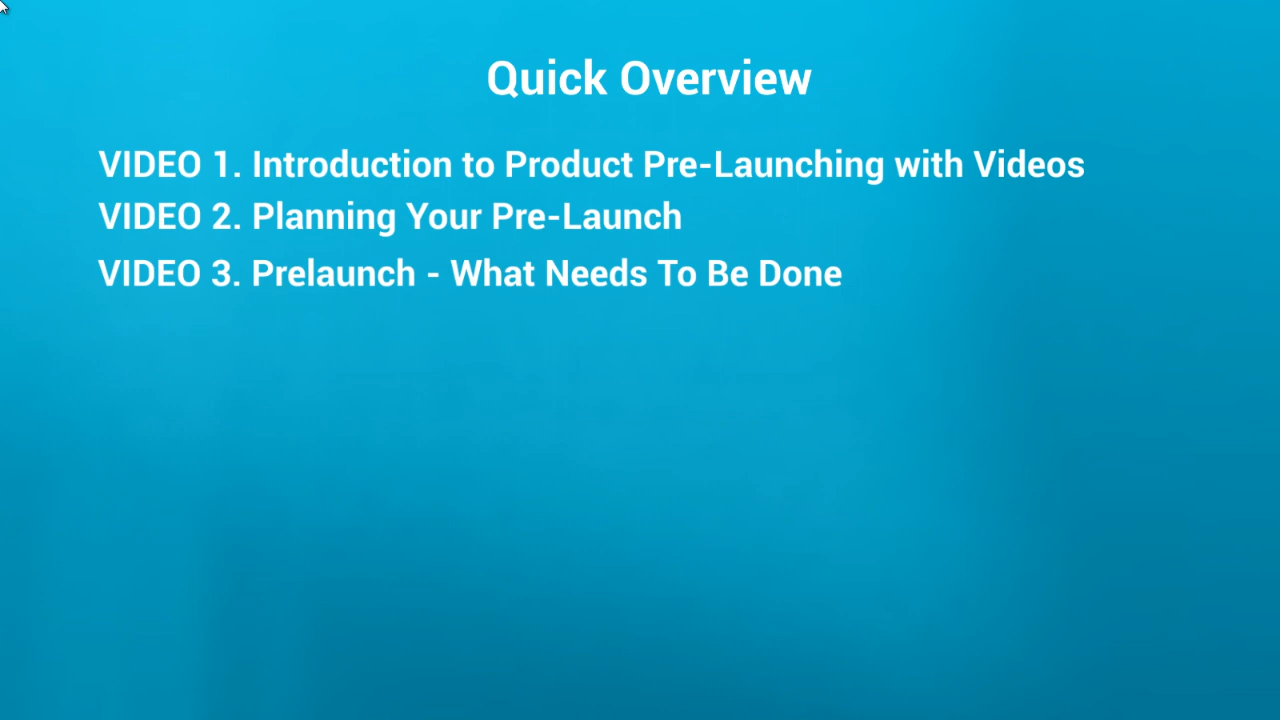 Quick Overview
VIDEO 1. Introduction to Product Pre-Launching with Videos
VIDEO 2. Planning Your Pre-Launch
VIDEO 3. Prelaunch - What Needs To Be Done